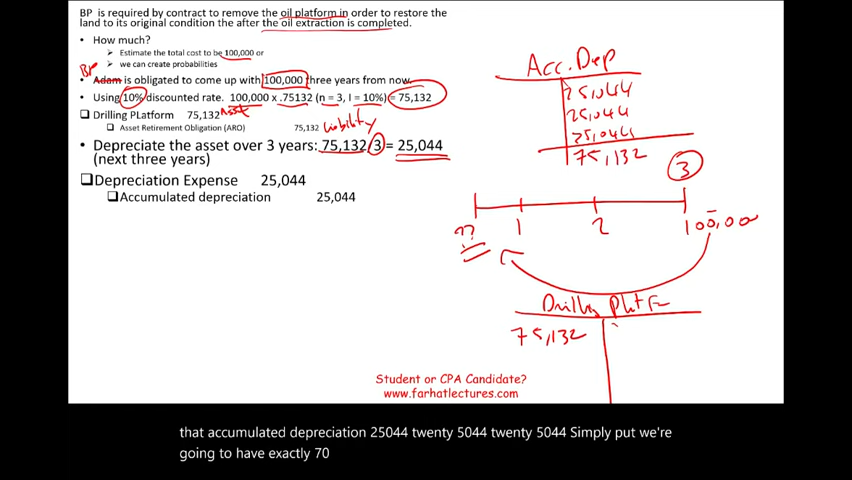 BP is required by contract to remove the oil platform in order to restore the
land to its original condition the after the oil extraction is completed.
• How much?
➢ Estimate the total cost to be 100,000 or
➢ we can create probabilities
BP
• Adam is obligated to come up with 100,000 three years from now.
• Using 10% discounted rate. 100,000 x .75132 (n = 3, I = 10%) = 75,132
❑ Drilling PLatform 75,132 Asset
❑ Asset Retirement Obligation (ARO) 75,132 Liability
• Depreciate the asset over 3 years: 75,132/3 = 25,044
(next three years)
❑Depreciation Expense 25,044
❑Accumulated depreciation 25,044
Acc. Dep
25,044
25,044
25,044
75,132
3
?? 1 2 100,000
75,132
Student or CPA Candidate?
www.farhatlectures.com
that accumulated depreciation 25044 twenty 5044 twenty 5044 Simply put we're
going to have exactly 70